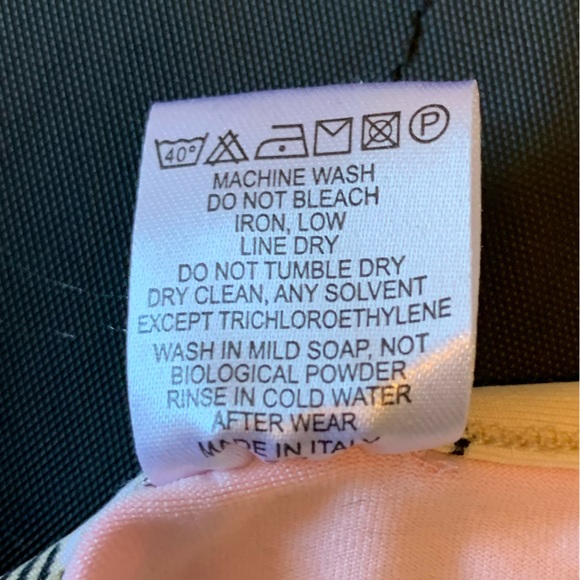 40° P
MACHINE WASH
DO NOT BLEACH
IRON, LOW
LINE DRY
DO NOT TUMBLE DRY
DRY CLEAN, ANY SOLVENT
EXCEPT TRICHLOROETHYLENE
WASH IN MILD SOAP, NOT
BIOLOGICAL POWDER
RINSE IN COLD WATER
AFTER WEAR
MADE IN ITALY